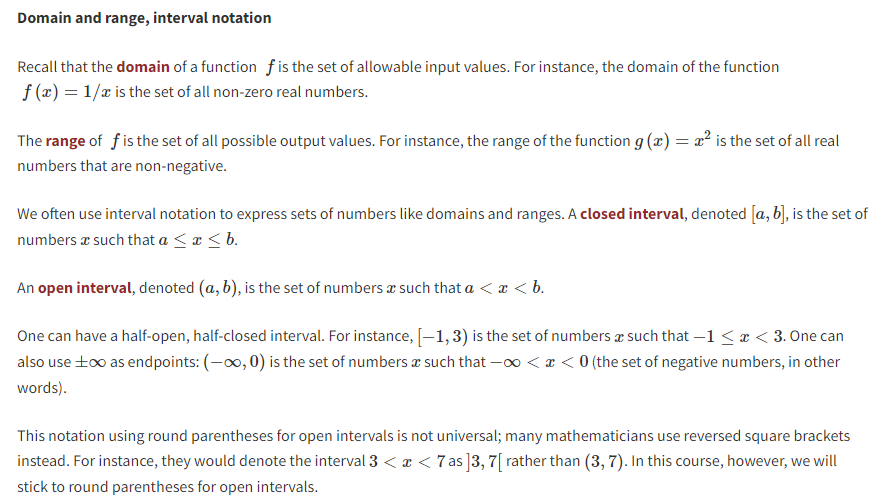 Domain and range, interval notation
Recall that the domain of a function f is the set of allowable input values. For instance, the domain of the function
f (x) = 1/x is the set of all non-zero real numbers.
The range of f is the set of all possible output values. For instance, the range of the function g (x) = x² is the set of all real
numbers that are non-negative.
We often use interval notation to express sets of numbers like domains and ranges. A closed interval, denoted [a, b], is the set of
numbers x such that a ≤ x ≤ b.
An open interval, denoted (a, b), is the set of numbers x such that a < x < b.
One can have a half-open, half-closed interval. For instance, [−1, 3) is the set of numbers x such that −1 ≤ x < 3. One can
also use ±∞ as endpoints: (−∞, 0) is the set of numbers x such that −∞ < x < 0 (the set of negative numbers, in other
words).
This notation using round parentheses for open intervals is not universal; many mathematicians use reversed square brackets
instead. For instance, they would denote the interval 3 < x < 7 as ]3, 7[ rather than (3, 7). In this course, however, we will
stick to round parentheses for open intervals.